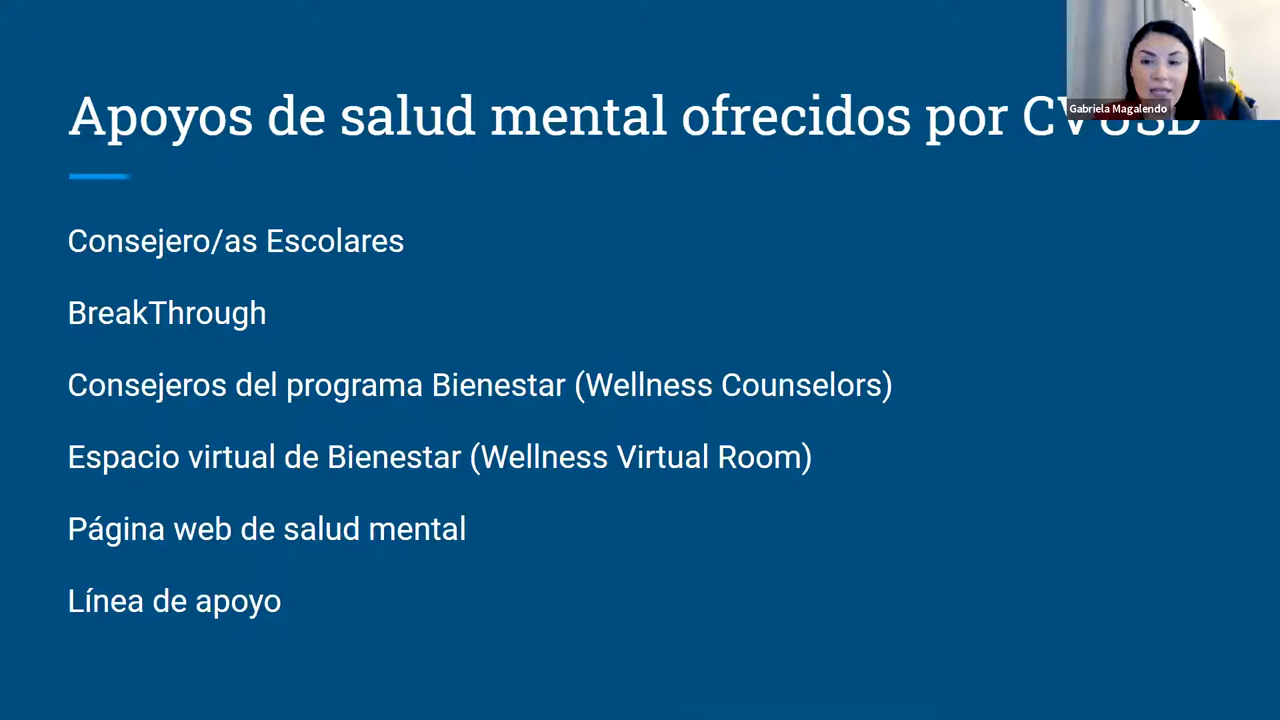 Apoyos de salud mental ofrecidos por CVUSD
Gabriela Magalendo
Consejero/as Escolares
BreakThrough
Consejeros del programa Bienestar (Wellness Counselors)
Espacio virtual de Bienestar (Wellness Virtual Room)
Página web de salud mental
Línea de apoyo